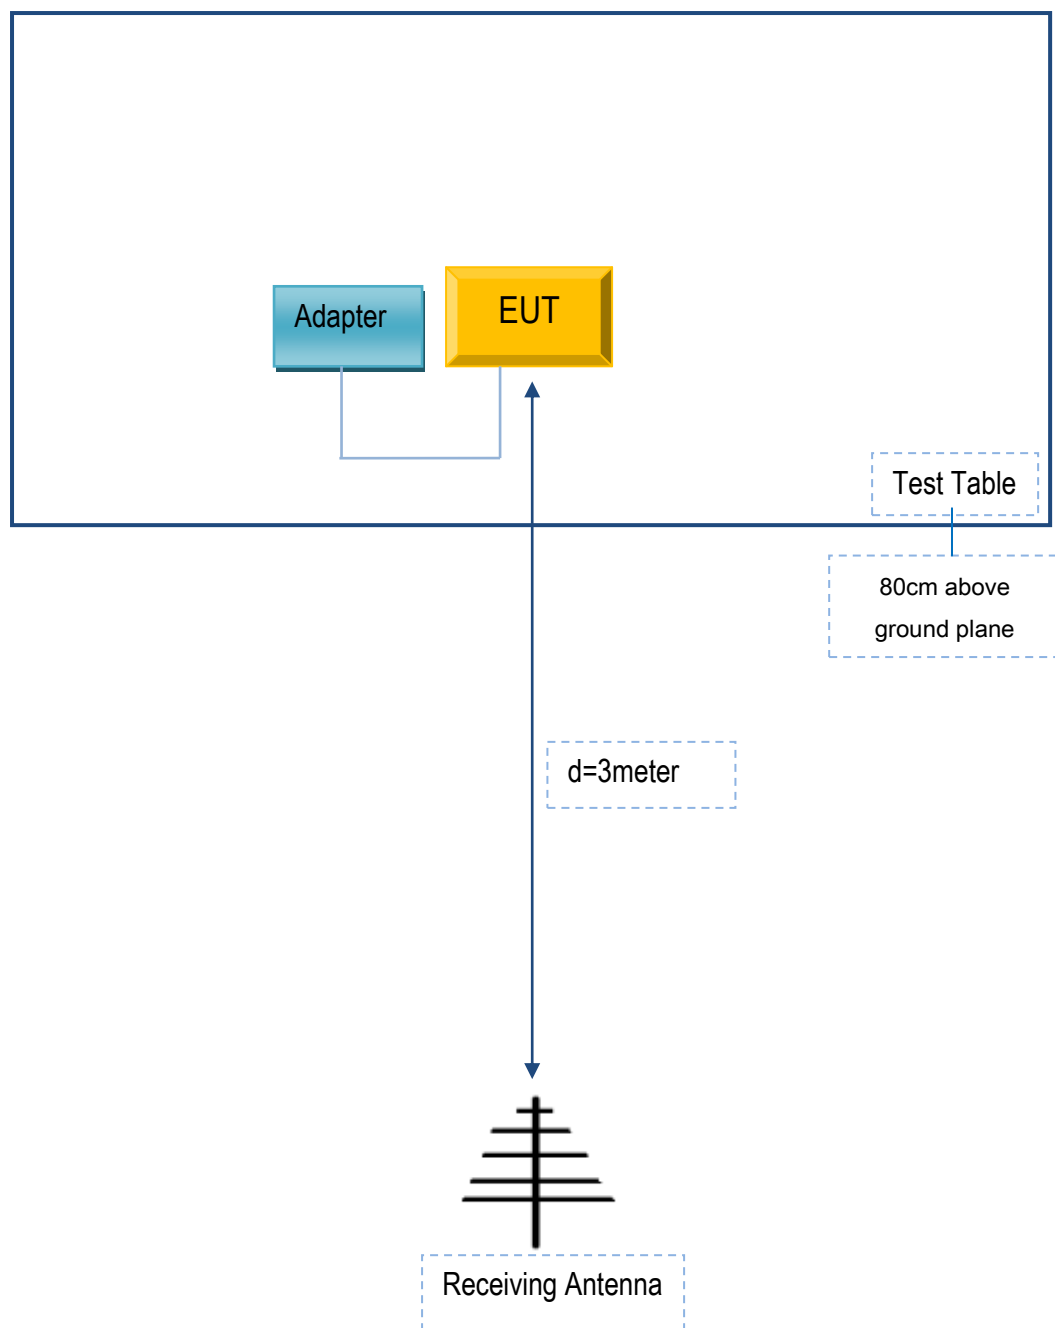 Adapter
EUT
Test Table
80cm above
ground plane
d=3meter
Receiving Antenna